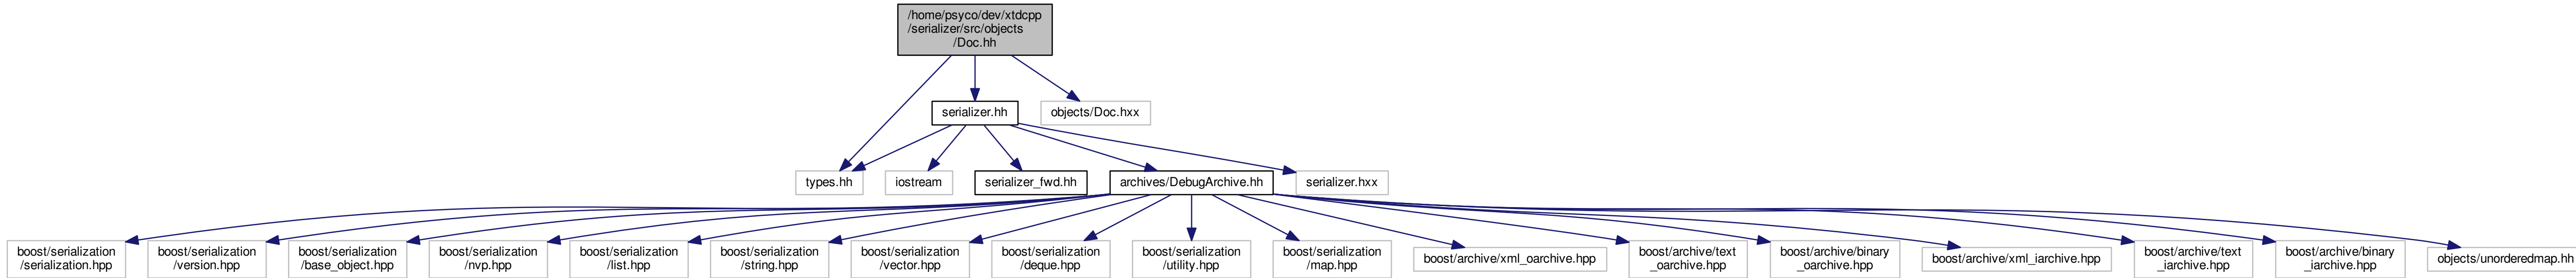 /home/psyco/dev/xtdcpp
/serializer/src/objects
/Doc.hh
serializer.hh
objects/Doc.hxx
types.hh
iostream
serializer_fwd.hh
archives/DebugArchive.hh
serializer.hxx
boost/serialization
/serialization.hpp
boost/serialization
/version.hpp
boost/serialization
/base_object.hpp
boost/serialization
/nvp.hpp
boost/serialization
/list.hpp
boost/serialization
/string.hpp
boost/serialization
/vector.hpp
boost/serialization
/deque.hpp
boost/serialization
/utility.hpp
boost/serialization
/map.hpp
boost/archive/xml_oarchive.hpp
boost/archive/text
_oarchive.hpp
boost/archive/binary
_oarchive.hpp
boost/archive/xml_iarchive.hpp
boost/archive/text
_iarchive.hpp
boost/archive/binary
_iarchive.hpp
objects/unorderedmap.hh